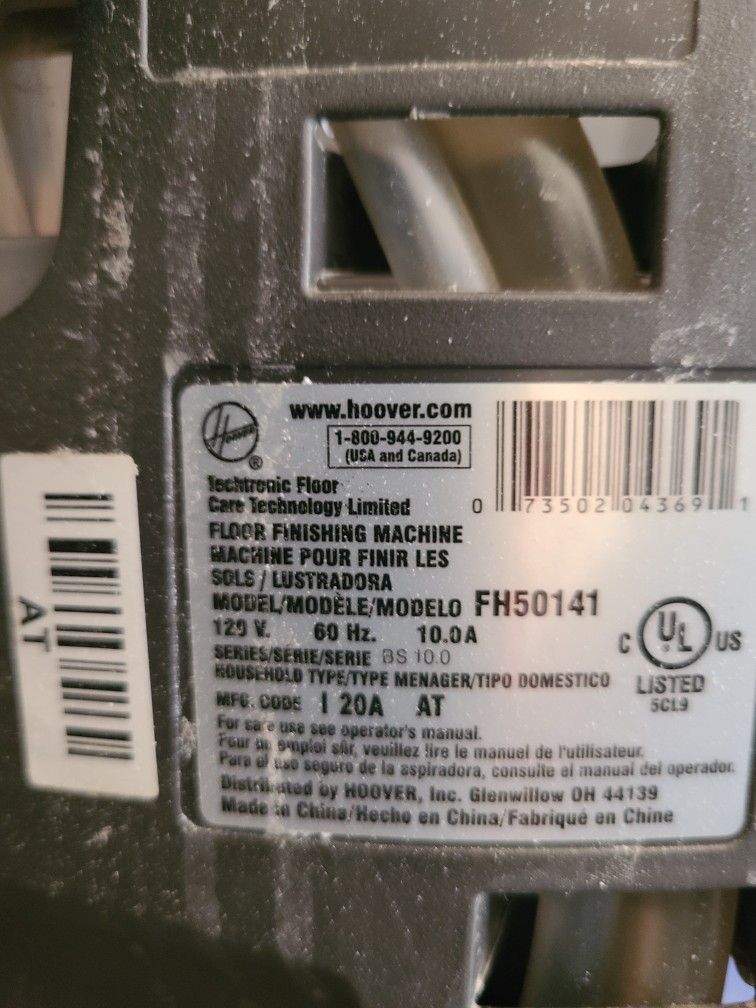 Hoover
®
www.hoover.com
1-800-944-9200
(USA and Canada)
Techtronic Floor
Care Technology Limited
0 73502 04369 1
FLOOR FINISHING MACHINE
MACHINE POUR FINIR LES
SOLS / LUSTRADORA
MODEL/MODÈLE/MODELO FH50141
120 V. 60 Hz. 10.0A
SERIES/SÉRIE/SERIE BS 10.0
HOUSEHOLD TYPE/TYPE MENAGER/TIPO DOMESTICO
MFG. CODE I 20A AT
C UL US
LISTED
5CL9
For safe use see operator's manual.
Pour un emploi sûr, veuillez lire le manuel de l'utilisateur.
Para el uso seguro de la aspiradora, consulte el manual del operador.
Distributed by HOOVER, Inc. Glenwillow OH 44139
Made in China/Hecho en China/Fabriqué en Chine
AT